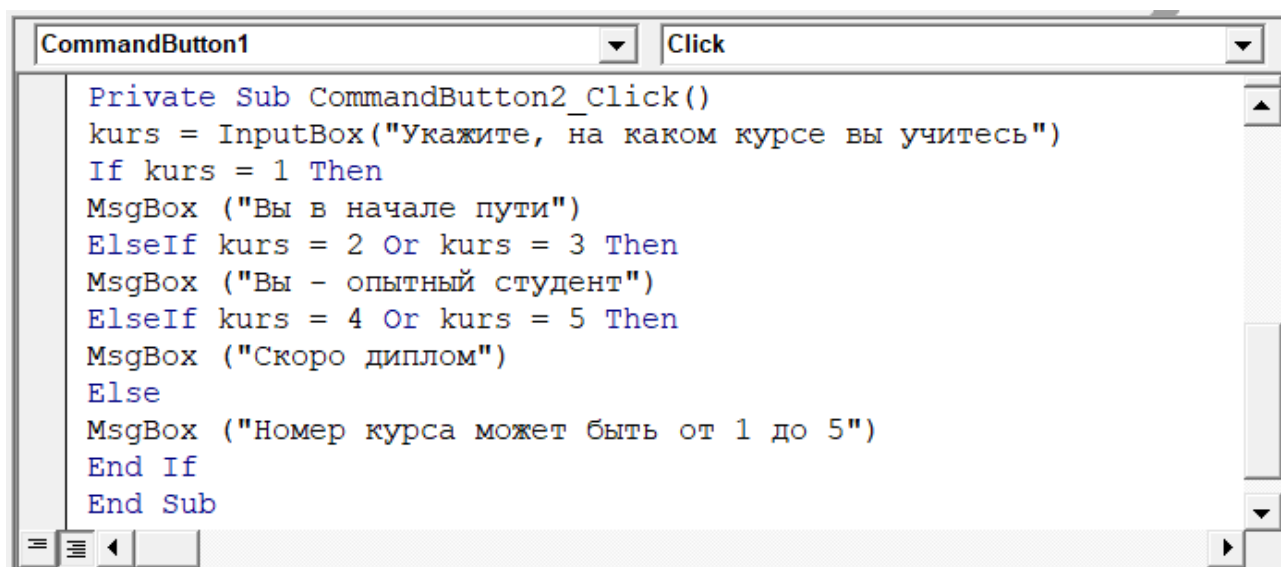 CommandButton1 Click
Private Sub CommandButton2_Click()
kurs = InputBox("Укажите, на каком курсе вы учитесь")
If kurs = 1 Then
MsgBox ("Вы в начале пути")
ElseIf kurs = 2 Or kurs = 3 Then
MsgBox ("Вы - опытный студент")
ElseIf kurs = 4 Or kurs = 5 Then
MsgBox ("Скоро диплом")
Else
MsgBox ("Номер курса может быть от 1 до 5")
End If
End Sub